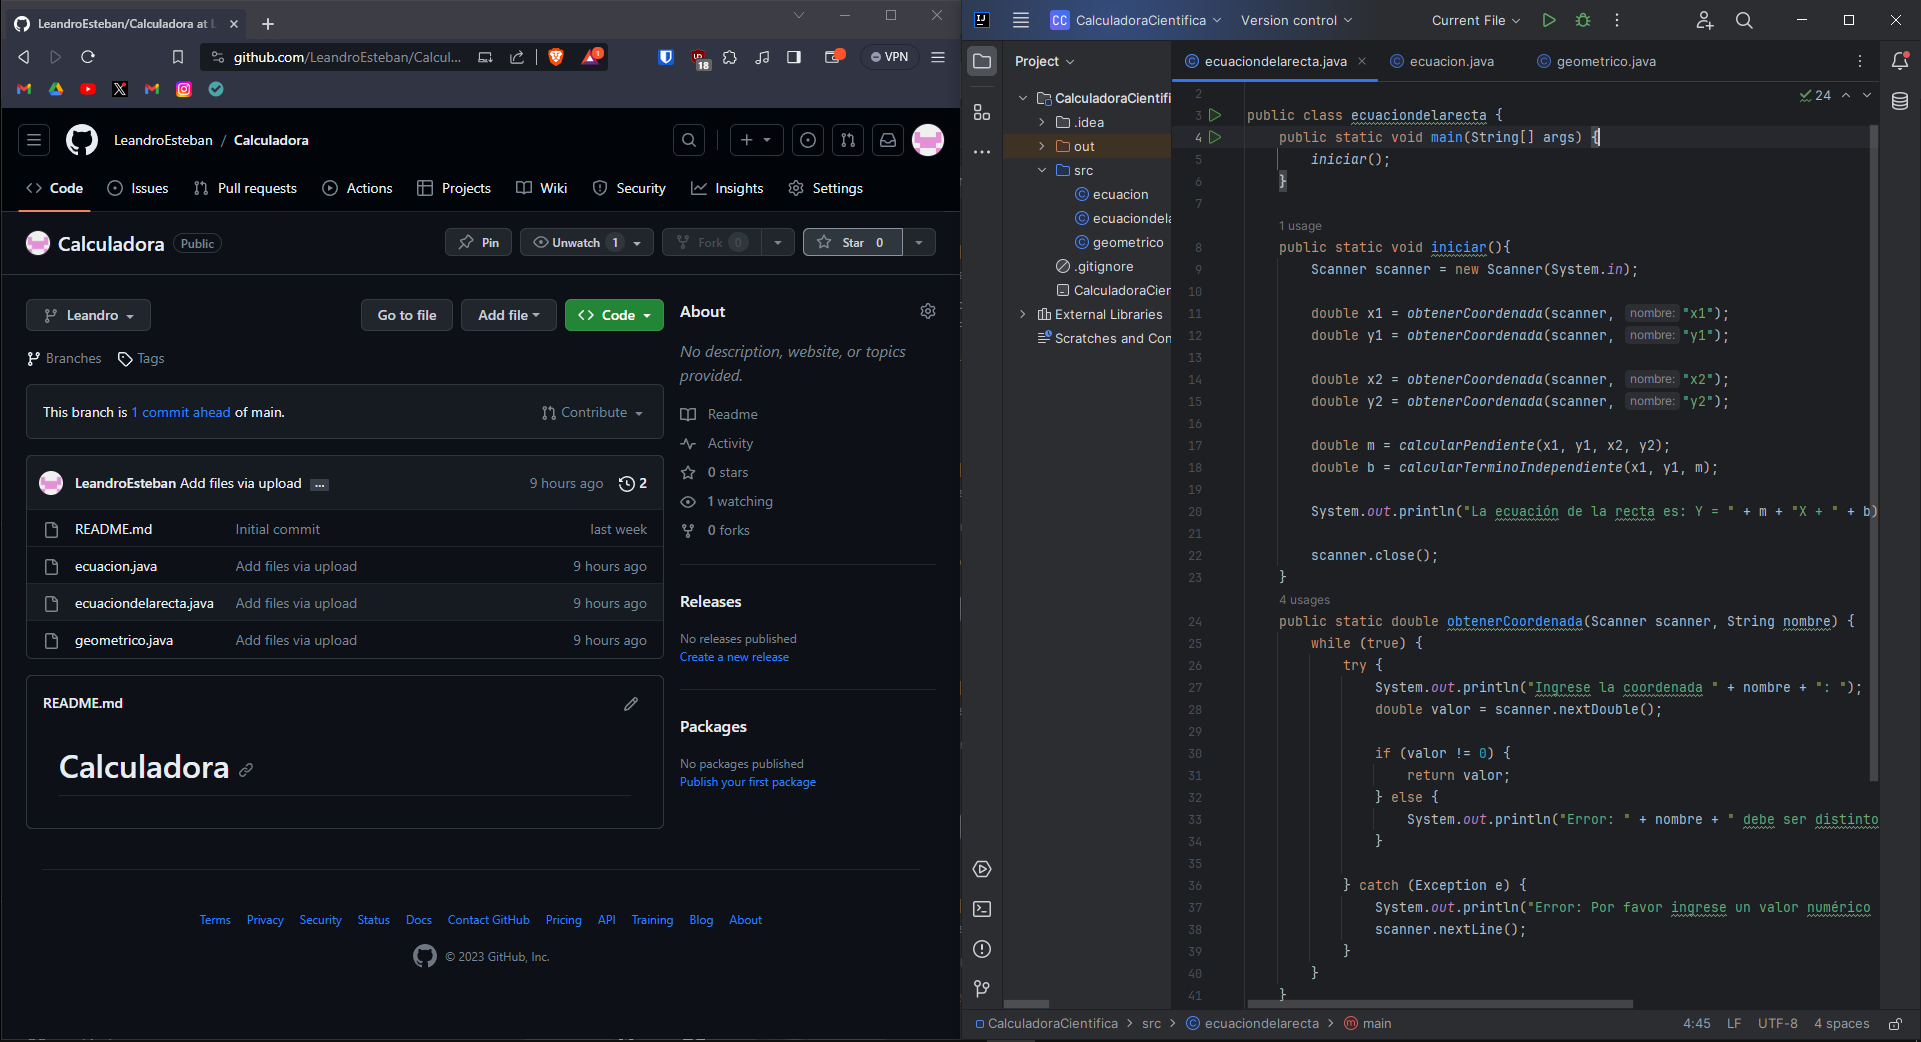 LeandroEsteban/Calculadora at L
github.com/LeandroEsteban/Calcul...
18
1
VPN
LeandroEsteban / Calculadora
Code
Issues
Pull requests
Actions
Projects
Wiki
Security
Insights
Settings
Calculadora
Public
Pin
Unwatch 1
Fork 0
Star 0
Leandro
Go to file
Add file
<> Code
Branches
Tags
This branch is 1 commit ahead of main.
Contribute
LeandroEsteban Add files via upload ...
9 hours ago
2
README.md
Initial commit
last week
ecuacion.java
Add files via upload
9 hours ago
ecuaciondelarecta.java
Add files via upload
9 hours ago
geometrico.java
Add files via upload
9 hours ago
README.md
Calculadora
About
No description, website, or topics
provided.
Readme
Activity
0 stars
1 watching
0 forks
Releases
No releases published
Create a new release
Packages
No packages published
Publish your first package
Terms Privacy Security Status Docs Contact GitHub Pricing API Training Blog About
© 2023 GitHub, Inc.
IJ
CC CalculadoraCientifica
Version control
Current File
Project
CalculadoraCientifi
.idea
out
src
ecuacion
ecuaciondela
geometrico
.gitignore
CalculadoraCier
External Libraries
Scratches and Con
ecuaciondelarecta.java
ecuacion.java
geometrico.java
24
2
3 public class ecuaciondelarecta {
4 public static void main(String[] args) {
5 iniciar();
6 }
7
1 usage
8 public static void iniciar(){
9 Scanner scanner = new Scanner(System.in);
10
11 double x1 = obtenerCoordenada(scanner, nombre: "x1");
12 double y1 = obtenerCoordenada(scanner, nombre: "y1");
13
14 double x2 = obtenerCoordenada(scanner, nombre: "x2");
15 double y2 = obtenerCoordenada(scanner, nombre: "y2");
16
17 double m = calcularPendiente(x1, y1, x2, y2);
18 double b = calcularTerminoIndependiente(x1, y1, m);
19
20 System.out.println("La ecuación de la recta es: Y = " + m + "X + " + b)
21
22 scanner.close();
23 }
4 usages
24 public static double obtenerCoordenada(Scanner scanner, String nombre) {
25 while (true) {
26 try {
27 System.out.println("Ingrese la coordenada " + nombre + ": ");
28 double valor = scanner.nextDouble();
29
30 if (valor != 0) {
31 return valor;
32 } else {
33 System.out.println("Error: " + nombre + " debe ser distinto
34 }
35
36 } catch (Exception e) {
37 System.out.println("Error: Por favor ingrese un valor numérico
38 scanner.nextLine();
39 }
40 }
41 }
CalculadoraCientifica > src > ecuaciondelarecta > main
4:45 LF UTF-8 4 spaces